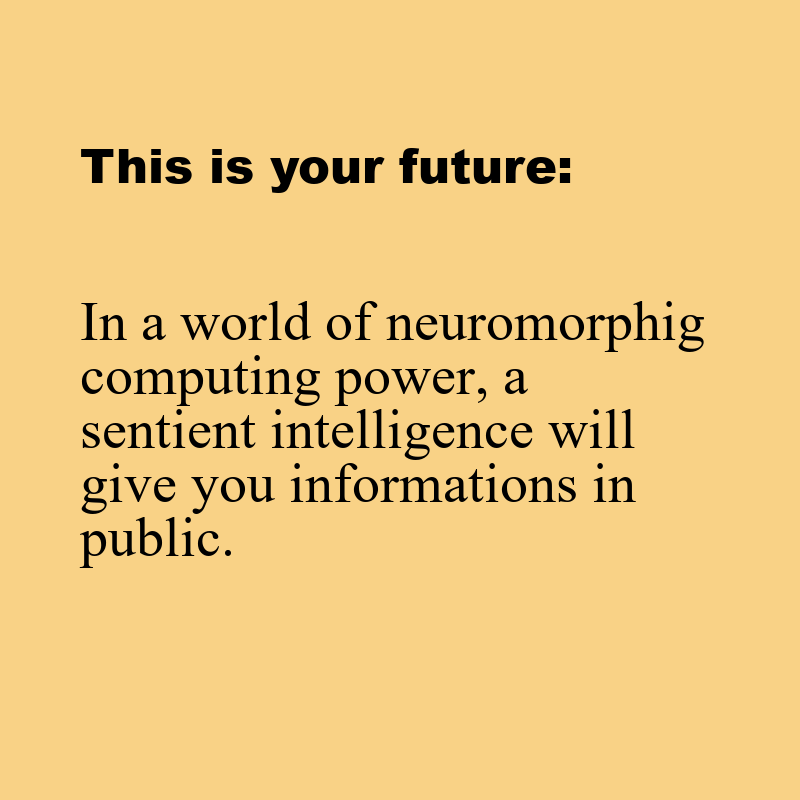 This is your future:
In a world of neuromorphig
computing power, a
sentient intelligence will
give you informations in
public.